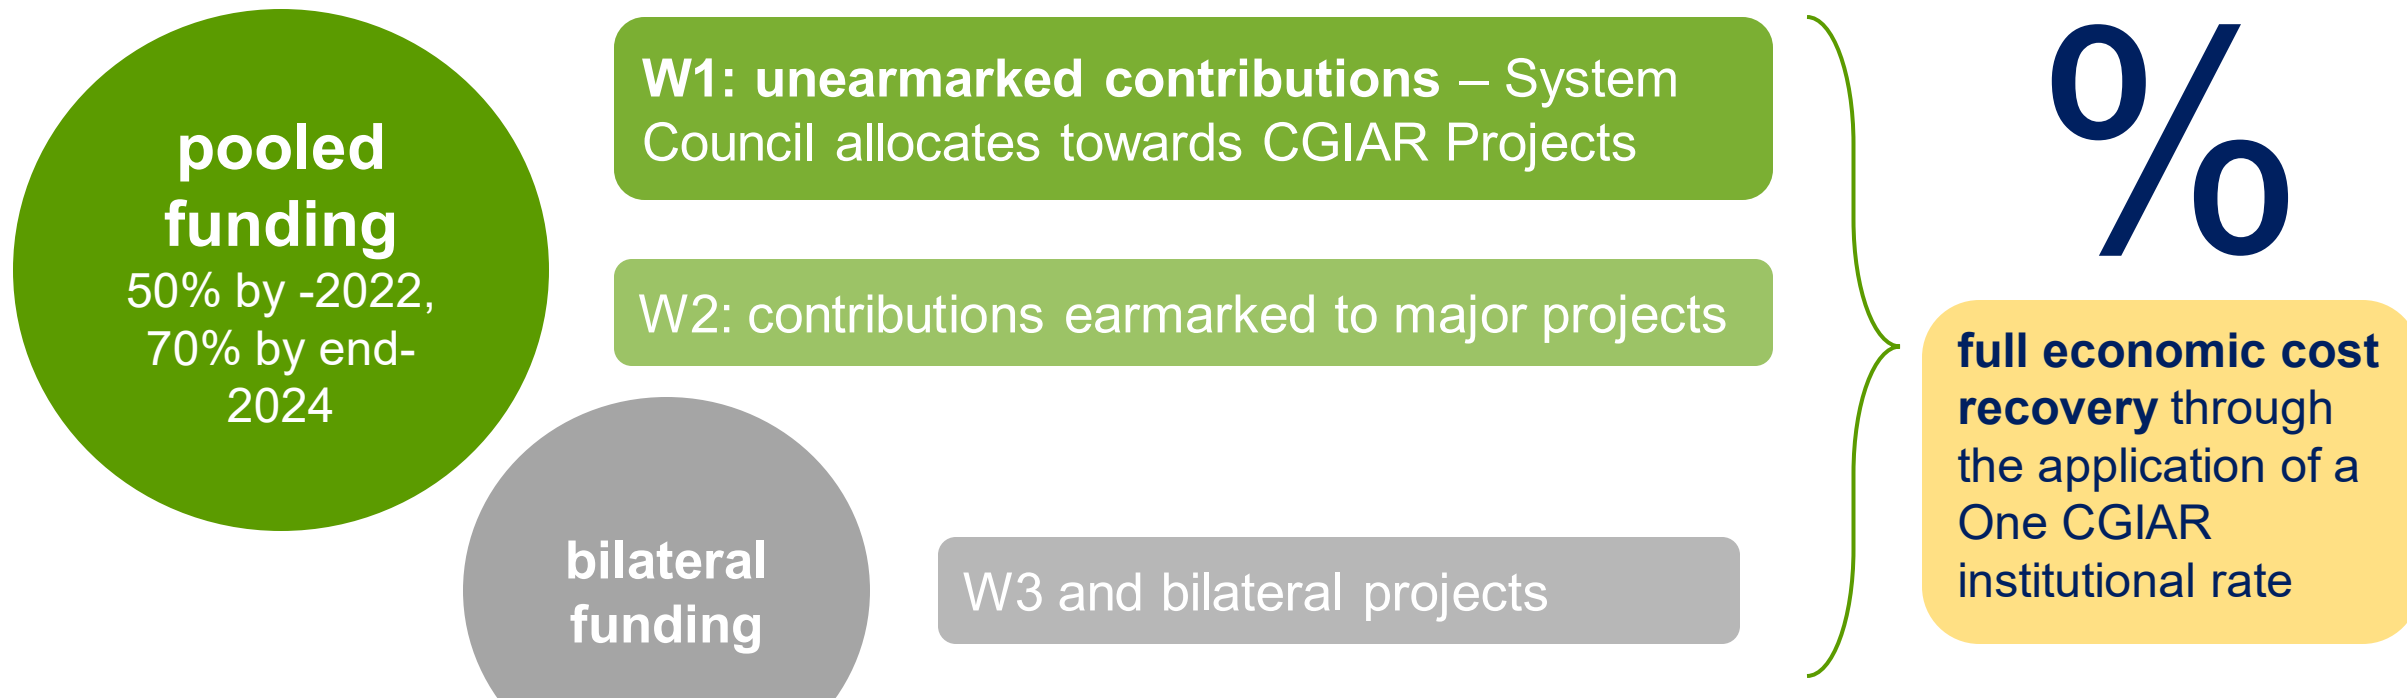 pooled
funding
50% by -2022,
70% by end-
2024
W1: unearmarked contributions – System
Council allocates towards CGIAR Projects
W2: contributions earmarked to major projects
bilateral
funding
W3 and bilateral projects
%
full economic cost
recovery through
the application of a
One CGIAR
institutional rate